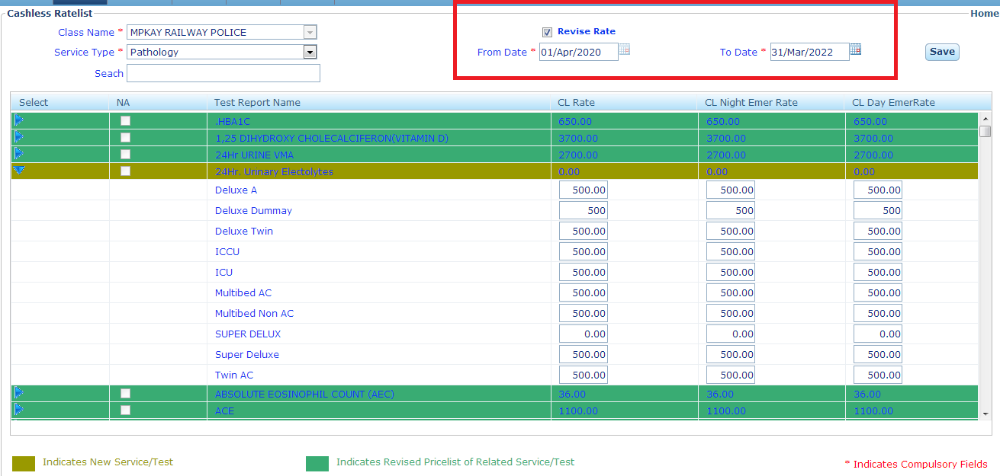 Cashless Ratelist Home
Class Name * MPKAY RAILWAY POLICE Revise Rate
Service Type * Pathology From Date * 01/Apr/2020 To Date * 31/Mar/2022 Save
Seach
Select NA Test Report Name CL Rate CL Night Emer Rate CL Day EmerRate
.HBA1C 650.00 650.00 650.00
1,25 DIHYDROXY CHOLECALCIFERON(VITAMIN D) 3700.00 3700.00 3700.00
24Hr URINE VMA 2700.00 2700.00 2700.00
24Hr. Urinary Electolytes 0.00 0.00 0.00
Deluxe A 500.00 500.00 500.00
Deluxe Dummay 500 500 500
Deluxe Twin 500.00 500.00 500.00
ICCU 500.00 500.00 500.00
ICU 500.00 500.00 500.00
Multibed AC 500.00 500.00 500.00
Multibed Non AC 500.00 500.00 500.00
SUPER DELUX 0.00 0.00 0.00
Super Deluxe 500.00 500.00 500.00
Twin AC 500.00 500.00 500.00
ABSOLUTE EOSINOPHIL COUNT (AEC) 36.00 36.00 36.00
ACE 1100.00 1100.00 1100.00
Indicates New Service/Test Indicates Revised Pricelist of Related Service/Test * Indicates Compulsory Fields